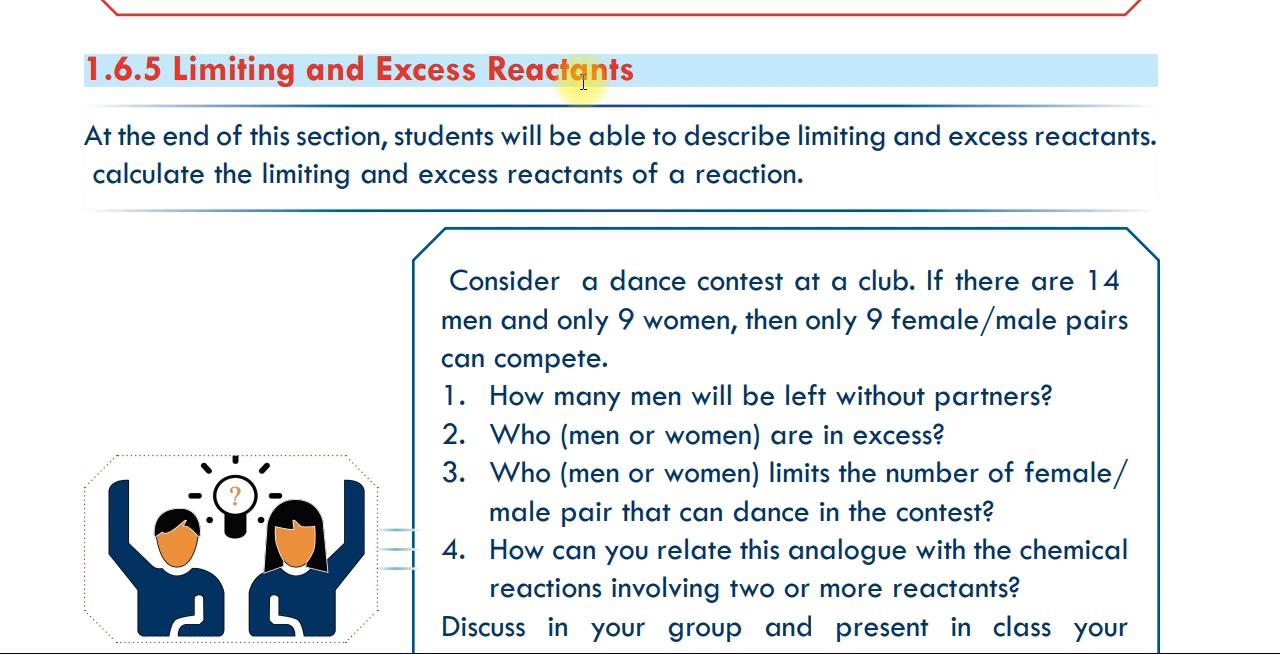 1.6.5 Limiting and Excess Reactants
At the end of this section, students will be able to describe limiting and excess reactants.
calculate the limiting and excess reactants of a reaction.
Consider a dance contest at a club. If there are 14
men and only 9 women, then only 9 female/male pairs
can compete.
1. How many men will be left without partners?
2. Who (men or women) are in excess?
3. Who (men or women) limits the number of female/
male pair that can dance in the contest?
4. How can you relate this analogue with the chemical
reactions involving two or more reactants?
Discuss in your group and present in class your
?